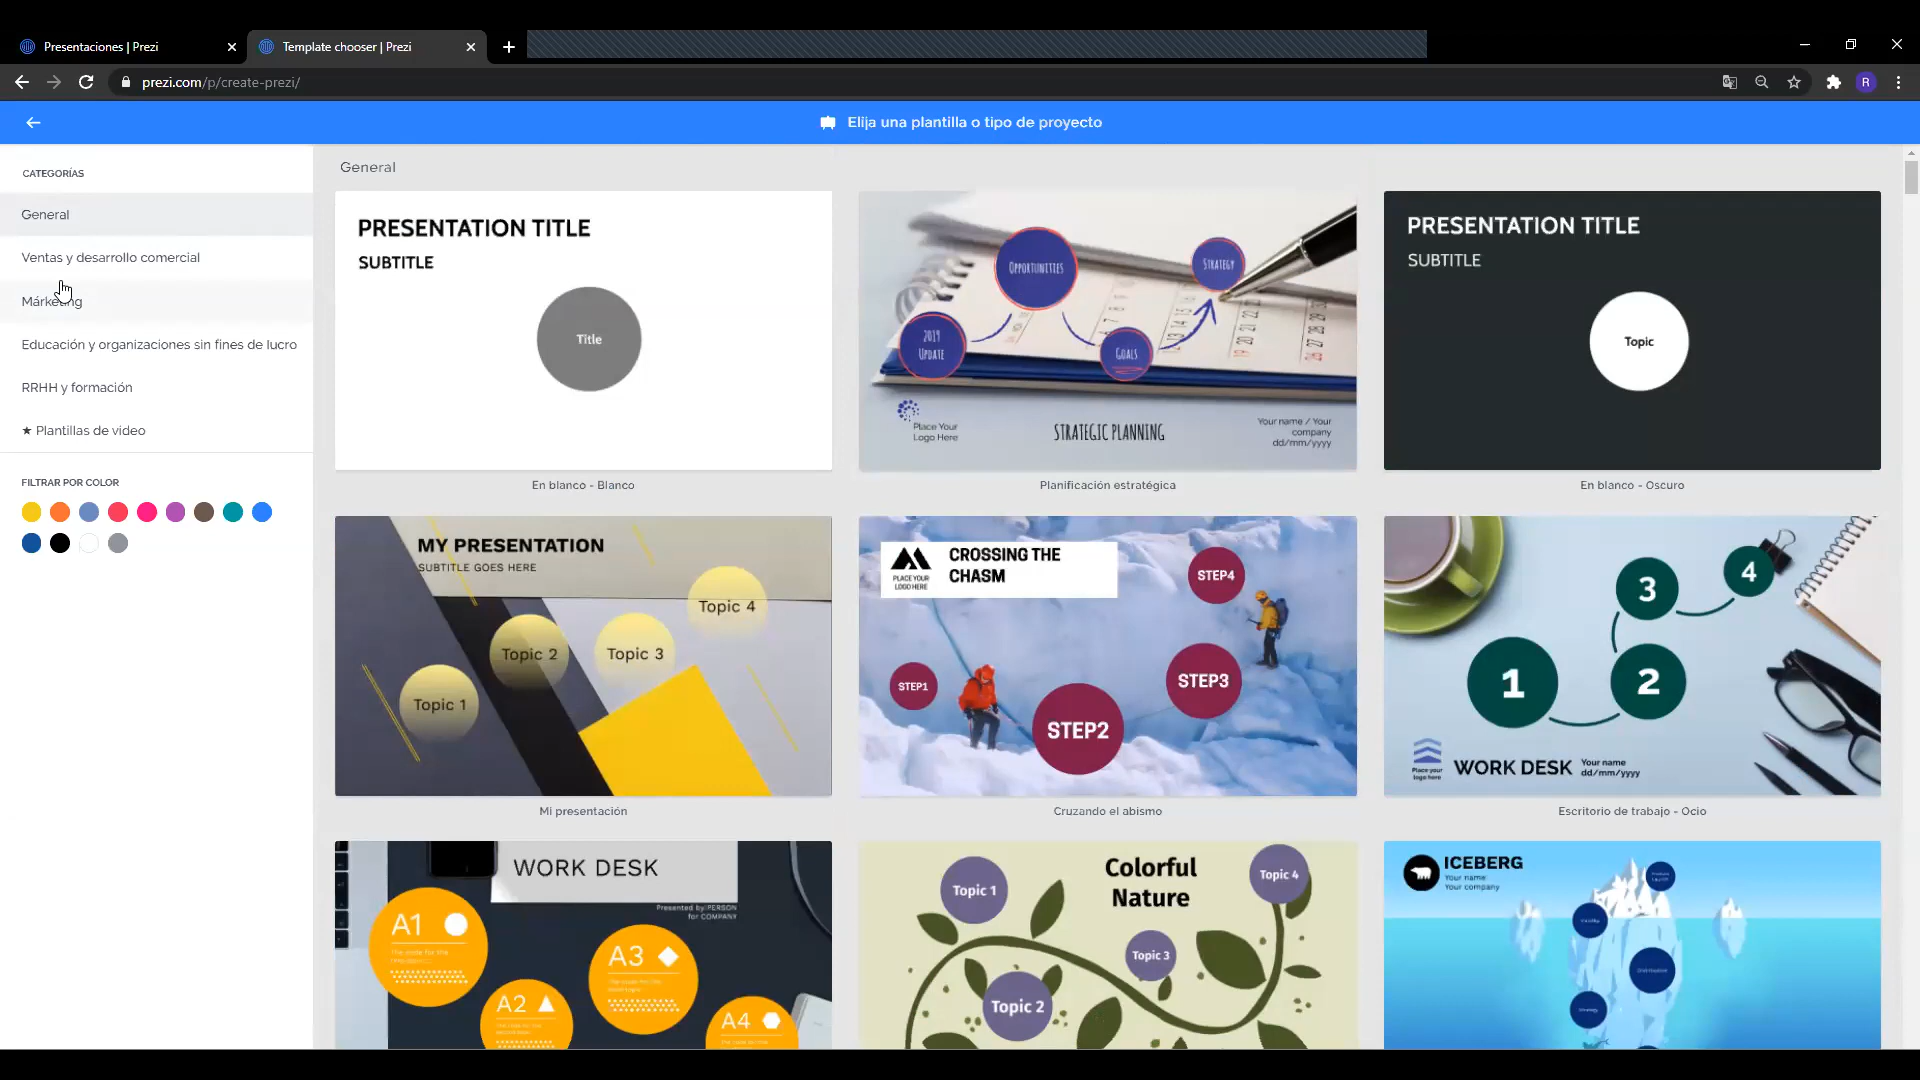 Presentaciones | Prezi
Template chooser | Prezi
prezi.com/p/create-prezi/
R
Elija una plantilla o tipo de proyecto
CATEGORÍAS
General
Ventas y desarrollo comercial
Márketing
Educación y organizaciones sin fines de lucro
RRHH y formación
★ Plantillas de video
FILTRAR POR COLOR
General
PRESENTATION TITLE
SUBTITLE
Title
En blanco - Blanco
OPPORTUNITIES
STRATEGY
2019
UPDATE
GOALS
Place Your
Logo Here
STRATEGIC PLANNING
Your name / Your
company
dd/mm/yyyy
Planificación estratégica
PRESENTATION TITLE
SUBTITLE
Topic
En blanco - Oscuro
MY PRESENTATION
SUBTITLE GOES HERE
Topic 1
Topic 2
Topic 3
Topic 4
Mi presentación
PLACE YOUR
LOGO HERE
CROSSING THE
CHASM
STEP1
STEP2
STEP3
STEP4
Cruzando el abismo
1
2
3
4
Place your
logo here
WORK DESK
Your name
dd/mm/yyyy
Escritorio de trabajo - Ocio
WORK DESK
Presented by PERSON
for COMPANY
A1
A2
A3
A4
Colorful
Nature
Topic 1
Topic 2
Topic 3
Topic 4
ICEBERG
Your name
Your company